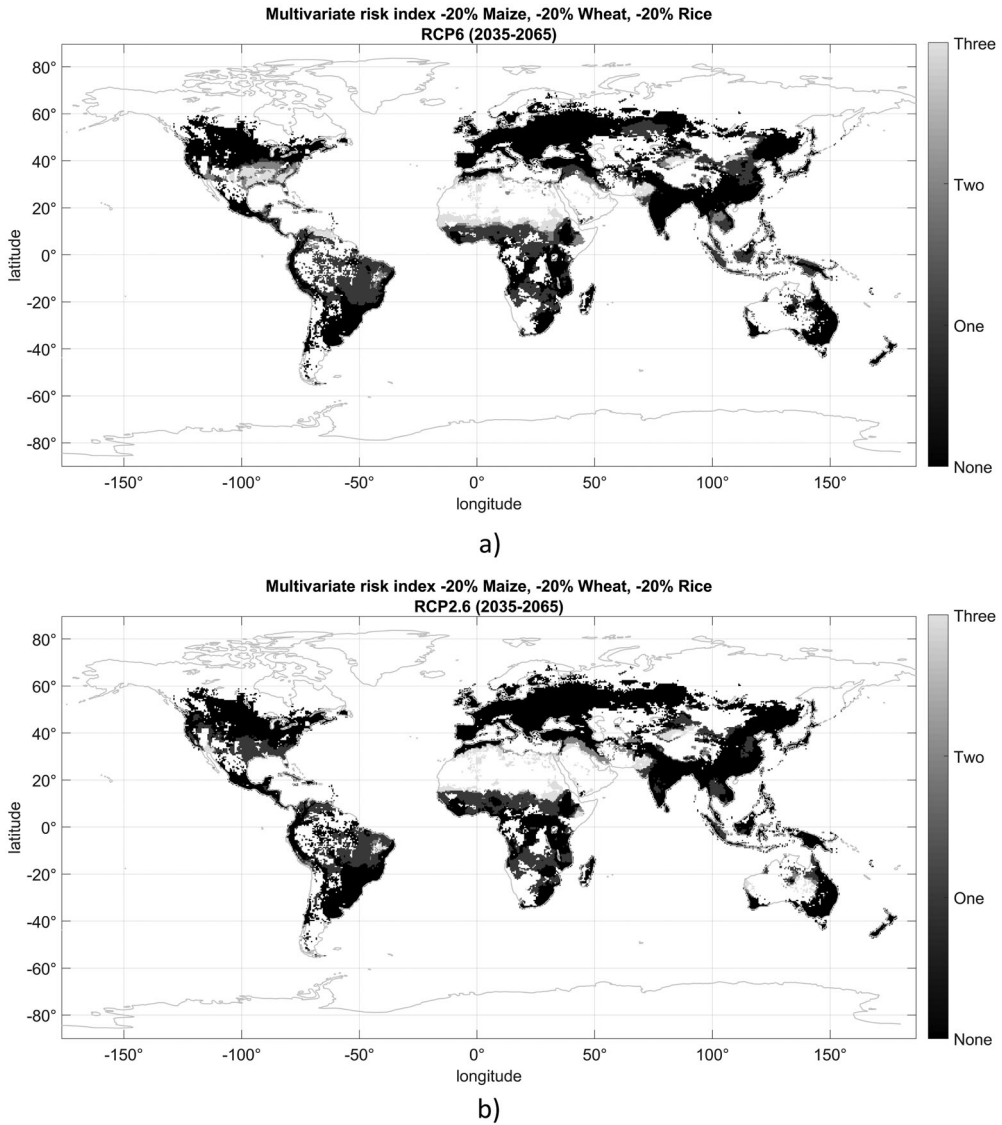 Multivariate risk index -20% Maize, -20% Wheat, -20% Rice
RCP6 (2035-2065)
80°
60°
40°
20°
0°
-20°
-40°
-60°
-80°
latitude
-150°
-100°
-50°
0°
50°
100°
150°
longitude
Three
Two
One
None
a)
Multivariate risk index -20% Maize, -20% Wheat, -20% Rice
RCP2.6 (2035-2065)
80°
60°
40°
20°
0°
-20°
-40°
-60°
-80°
latitude
-150°
-100°
-50°
0°
50°
100°
150°
longitude
Three
Two
One
None
b)